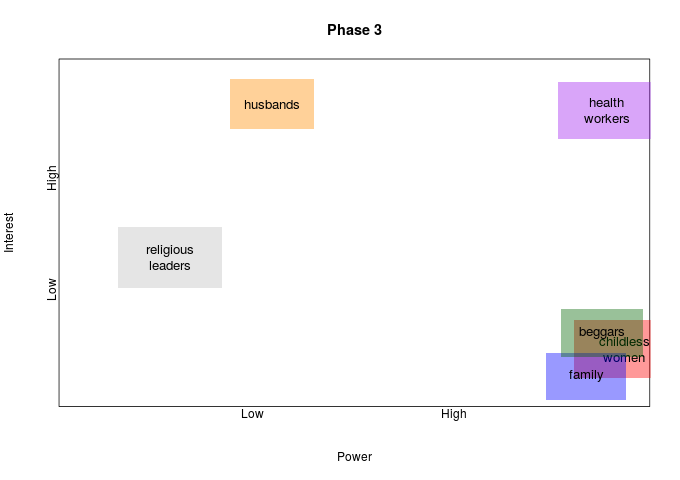 Phase 3
husbands
health
workers
High
religious
leaders
Interest
Low
beggars
childless
women
family
Low
High
Power